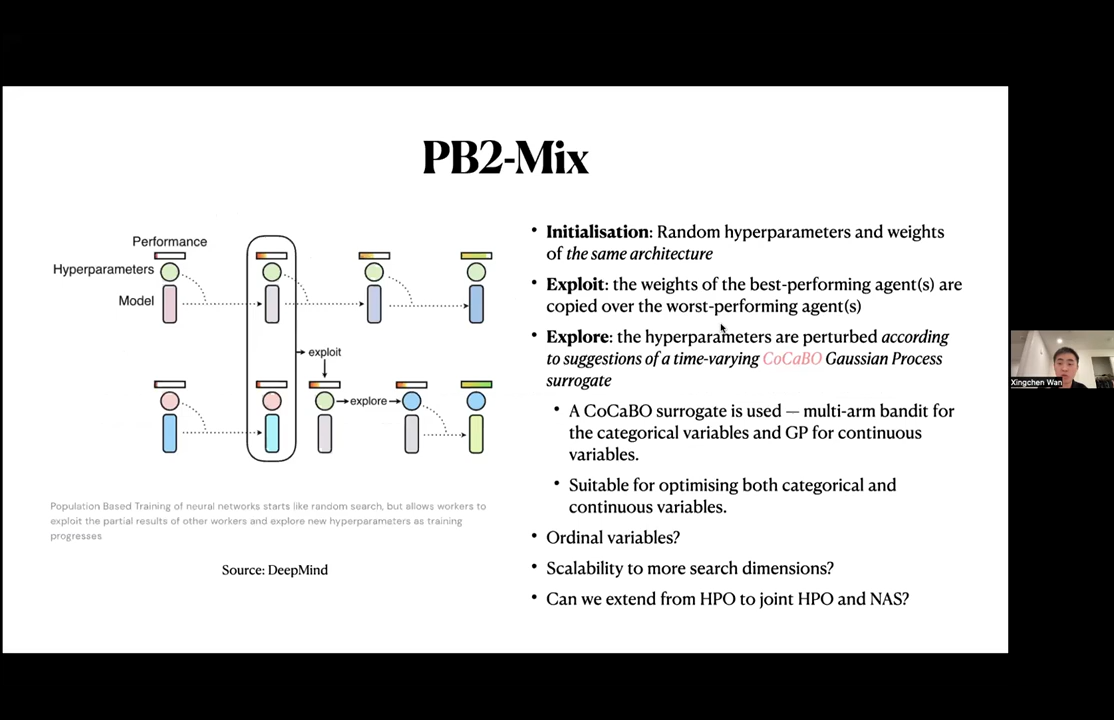 PB2-Mix
Performance
Hyperparameters
Model
exploit
explore
Population Based Training of neural networks starts like random search, but allows workers to
exploit the partial results of other workers and explore new hyperparameters as training
progresses
Source: DeepMind
• Initialisation: Random hyperparameters and weights
of the same architecture
• Exploit: the weights of the best-performing agent(s) are
copied over the worst-performing agent(s)
• Explore: the hyperparameters are perturbed according
to suggestions of a time-varying CoCaBO Gaussian Process
surrogate
• A CoCaBO surrogate is used — multi-arm bandit for
the categorical variables and GP for continuous
variables.
• Suitable for optimising both categorical and
continuous variables.
• Ordinal variables?
• Scalability to more search dimensions?
• Can we extend from HPO to joint HPO and NAS?
Xingchen Wan